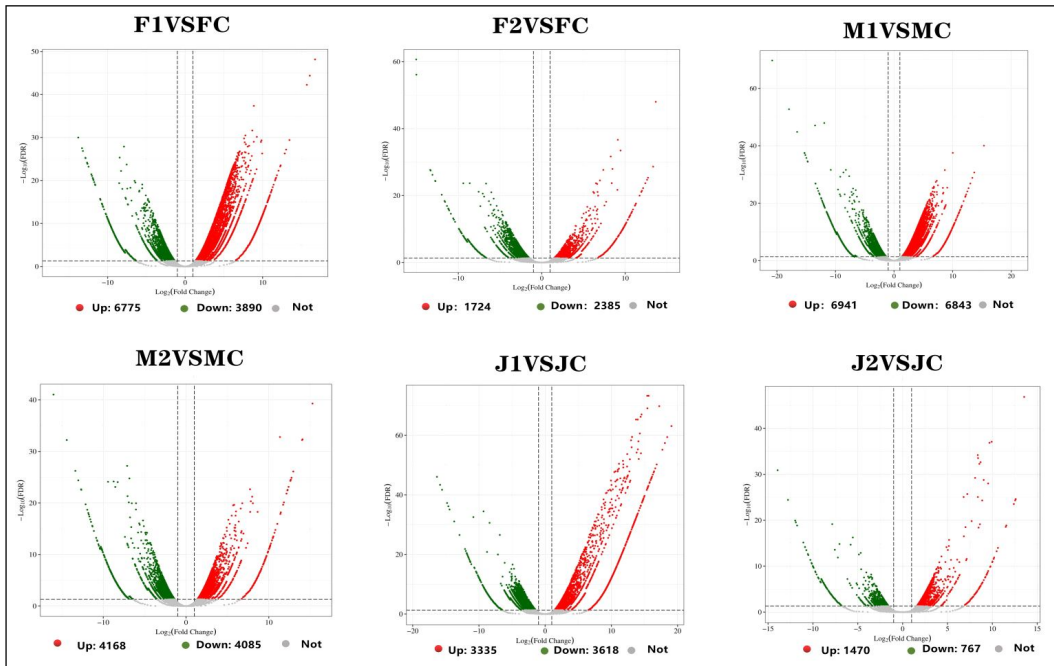 F1VSFC
F2VSFC
M1VSMC
50
40
30
20
10
0
−Log₁₀(FDR)
−10
0
10
Log₂(Fold Change)
Up: 6775
Down: 3890
Not
60
40
20
0
−Log₁₀(FDR)
−10
0
10
Log₂(Fold Change)
Up: 1724
Down: 2385
Not
60
40
20
0
−Log₁₀(FDR)
−20
−10
0
10
20
Log₂(Fold Change)
Up: 6941
Down: 6843
Not
M2VSMC
J1VSJC
J2VSJC
40
30
20
10
0
−Log₁₀(FDR)
−10
0
10
Log₂(Fold Change)
Up: 4168
Down: 4085
Not
60
40
20
0
−Log₁₀(FDR)
−20
−10
0
10
20
Log₂(Fold Change)
Up: 3335
Down: 3618
Not
40
30
20
10
0
−Log₁₀(FDR)
−15
−10
−5
0
5
10
15
Log₂(Fold Change)
Up: 1470
Down: 767
Not